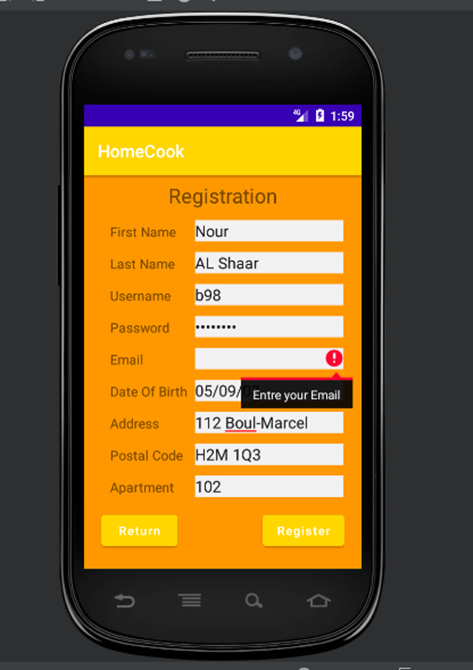 4G 1:59
HomeCook
Registration
First Name Nour
Last Name AL Shaar
Username b98
Password ••••••••
Email
Date Of Birth 05/09/
Entre your Email
Address 112 Boul-Marcel
Postal Code H2M 1Q3
Apartment 102
Return Register